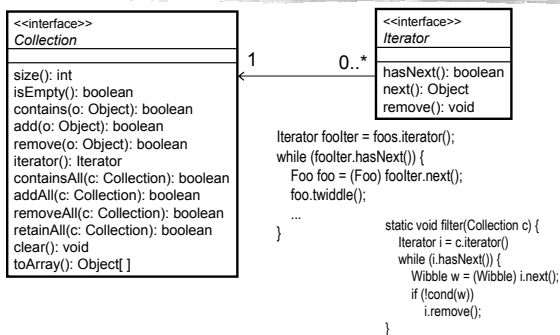 <<interface>>
Collection
size(): int
isEmpty(): boolean
contains(o: Object): boolean
add(o: Object): boolean
remove(o: Object): boolean
iterator(): Iterator
containsAll(c: Collection): boolean
addAll(c: Collection): boolean
removeAll(c: Collection): boolean
retainAll(c: Collection): boolean
clear(): void
toArray(): Object[ ]
1
0..*
<<interface>>
Iterator
hasNext(): boolean
next(): Object
remove(): void
Iterator fooIter = foos.iterator();
while (fooIter.hasNext()) {
Foo foo = (Foo) fooIter.next();
foo.twiddle();
...
}
static void filter(Collection c) {
Iterator i = c.iterator()
while (i.hasNext()) {
Wibble w = (Wibble) i.next();
if (!cond(w))
i.remove();
}